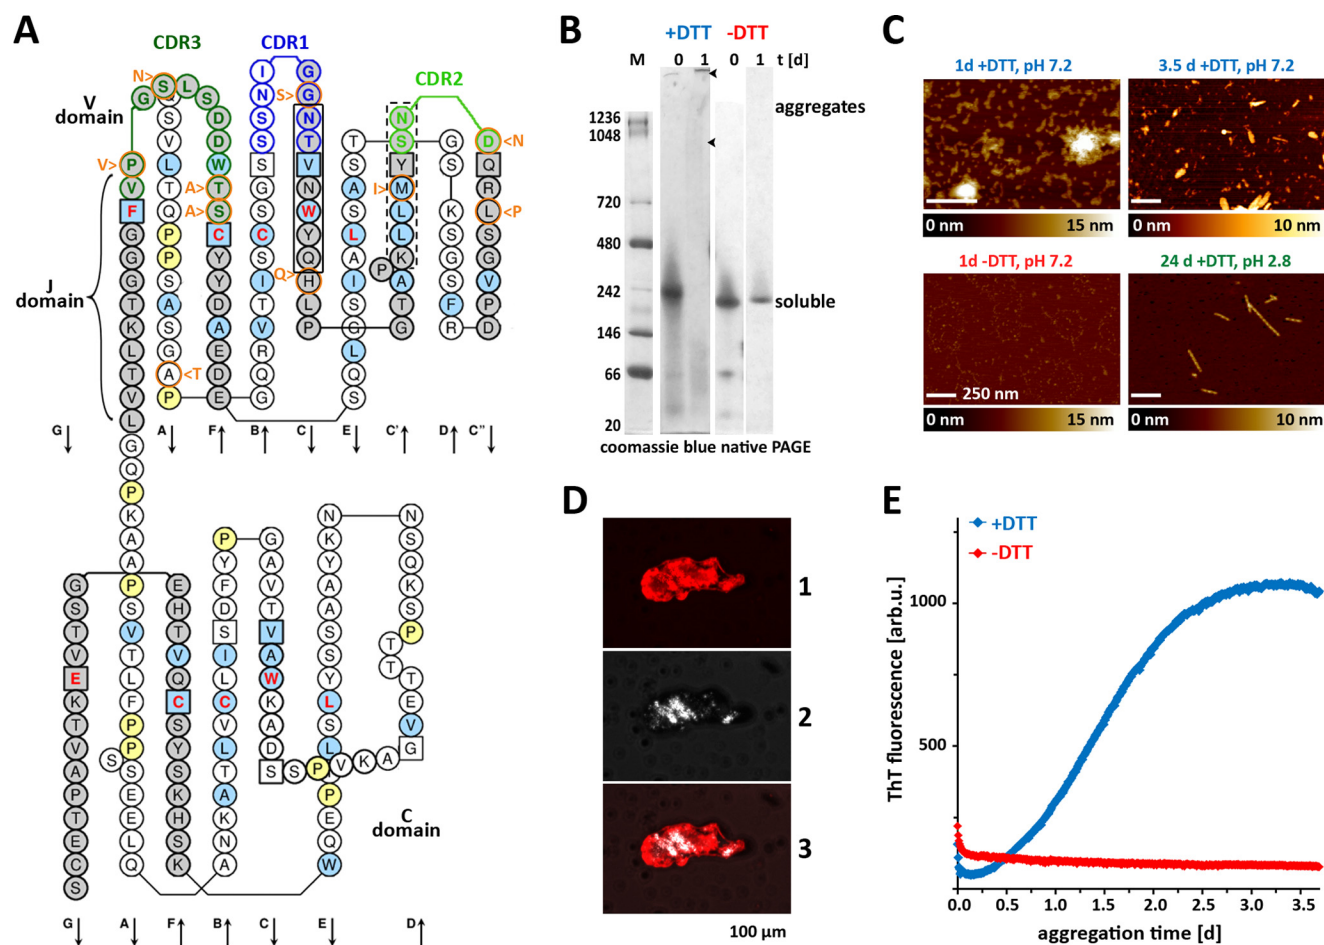 A
CDR3
CDR1
CDR2
V
domain
J
domain
N>
V>
A>
A>
<T
S>
Q>
I>
<N
<P
P V F G G G T K L T V L G Q P K A A P S V T L F P P S S E E L Q
S V L T Q P P S A S G A P
G S L S D D W T S C Y Y D A E D E
I N S S S G S S C S I T V R Q G
G G N T V N W Y Q H L P
T S A S L A I S G L Q S
N S Y M L L K P A T G
G S K S G S F R
D Q R L S G V P D
G A F B C E C' D C"
G S T V E K T V A P T E C S
E H T V Q C S Y S K H S K
P Y F D S I L C V L T A K N A
G A V T V A W K A D S S P V K A G V E T T T P S K Q S N
N K Y A A S S Y L S L P E Q W
C
domain
G A F B C E D
B
+DTT -DTT
M 0 1 0 1 t [d]
aggregates
1236
1048
720
480
242
soluble
146
66
20
coomassie blue native PAGE
C
1d +DTT, pH 7.2
3.5 d +DTT, pH 7.2
0 nm 15 nm
0 nm 10 nm
1d -DTT, pH 7.2
24 d +DTT, pH 2.8
250 nm
0 nm 15 nm
0 nm 10 nm
D
1
2
3
100 µm
E
+DTT
-DTT
ThT fluorescence [arb.u.]
1000
500
0.0 0.5 1.0 1.5 2.0 2.5 3.0 3.5
aggregation time [d]